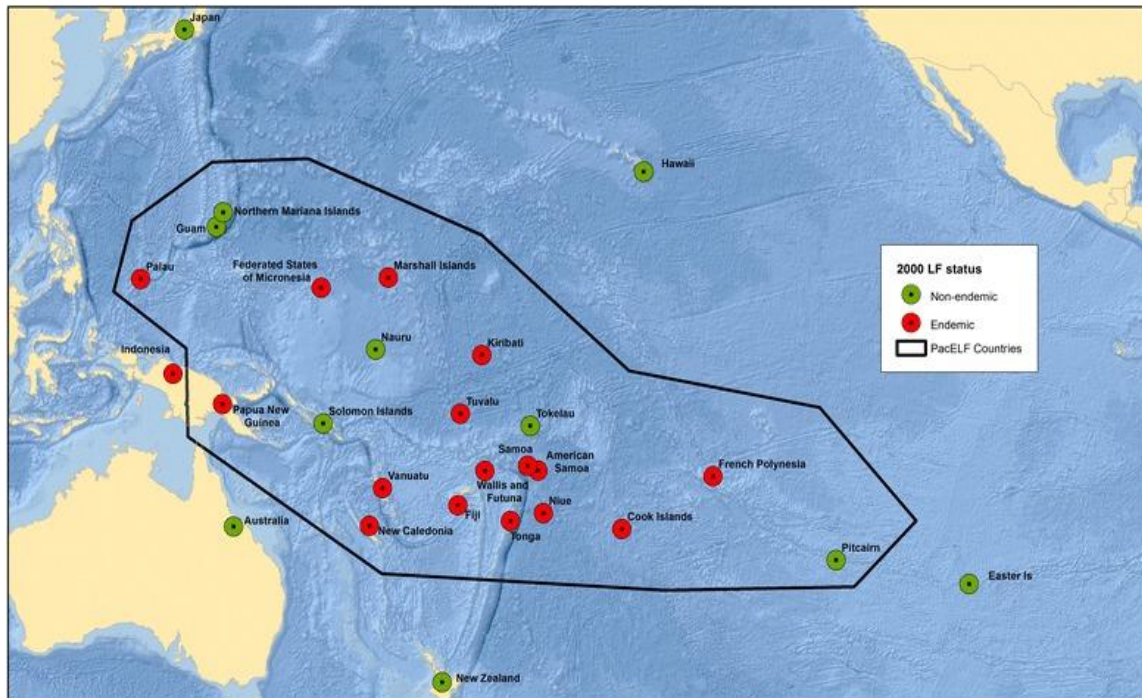 Japan
Hawaii
Northern Mariana Islands
Guam
Palau
Federated States
of Micronesia
Marshall Islands
2000 LF status
Non-endemic
Endemic
PacELF Countries
Nauru
Kiribati
Indonesia
Papua New
Guinea
Solomon Islands
Tuvalu
Tokelau
Samoa
American
Samoa
French Polynesia
Vanuatu
Wallis and
Futuna
Fiji
Niue
Tonga
Cook Islands
Australia
New Caledonia
Pitcairn
Easter Is
New Zealand